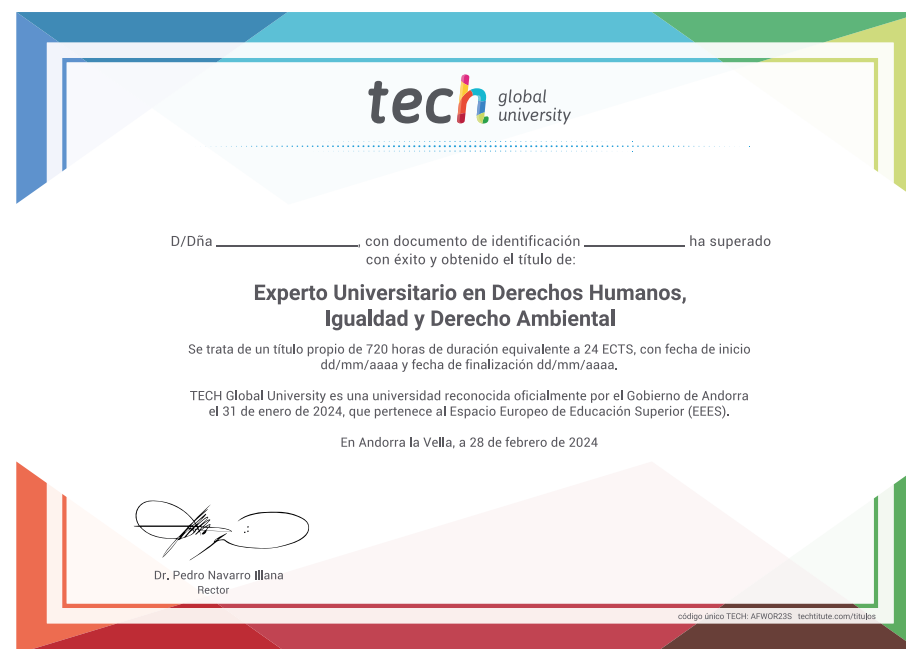 tech global university
D/Dña ____________________, con documento de identificación ______________ ha superado
con éxito y obtenido el título de:
Experto Universitario en Derechos Humanos,
Igualdad y Derecho Ambiental
Se trata de un título propio de 720 horas de duración equivalente a 24 ECTS, con fecha de inicio
dd/mm/aaaa y fecha de finalización dd/mm/aaaa.
TECH Global University es una universidad reconocida oficialmente por el Gobierno de Andorra
el 31 de enero de 2024, que pertenece al Espacio Europeo de Educación Superior (EEES).
En Andorra la Vella, a 28 de febrero de 2024
Dr. Pedro Navarro Illana
Rector
código único TECH: AFWOR23S techtitute.com/titulos